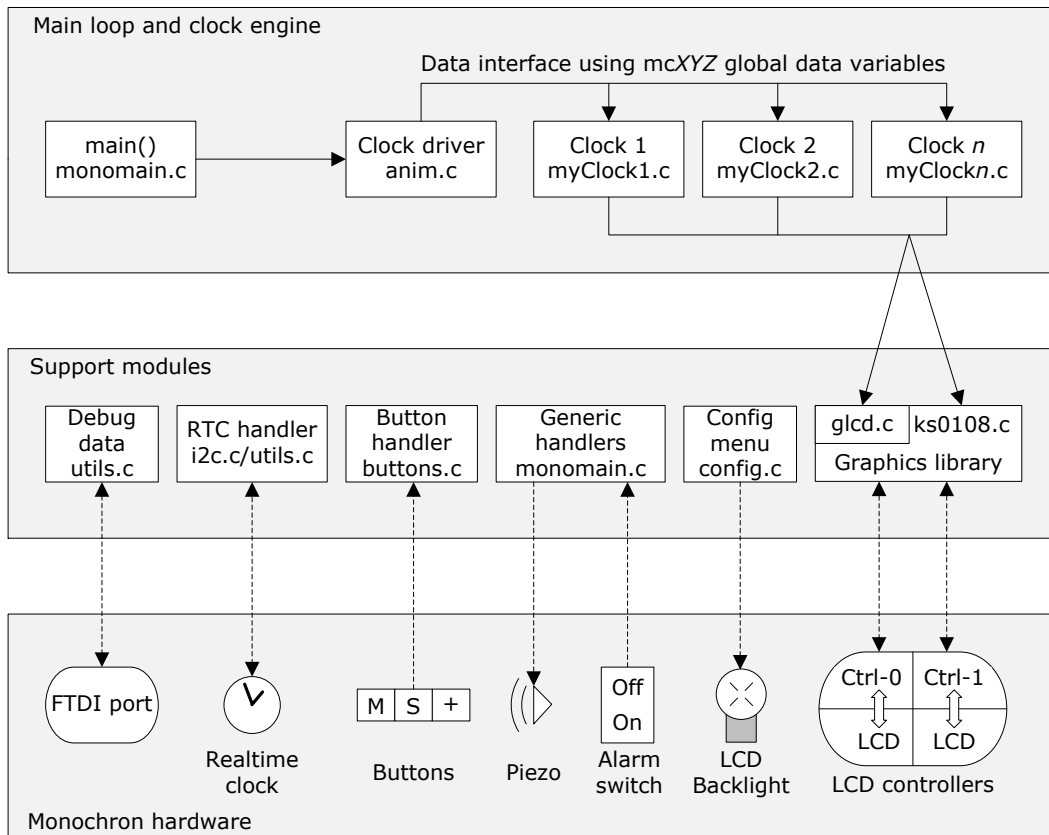 Main loop and clock engine
Data interface using mcXYZ global data variables
main()
monomain.c
Clock driver
anim.c
Clock 1
myClock1.c
Clock 2
myClock2.c
Clock n
myClockn.c
Support modules
Debug
data
utils.c
RTC handler
i2c.c/utils.c
Button
handler
buttons.c
Generic
handlers
monomain.c
Config
menu
config.c
glcd.c
ks0108.c
Graphics library
FTDI port
Realtime
clock
M S +
Buttons
Piezo
Off
On
Alarm
switch
LCD
Backlight
Ctrl-0 Ctrl-1
LCD LCD
LCD controllers
Monochron hardware